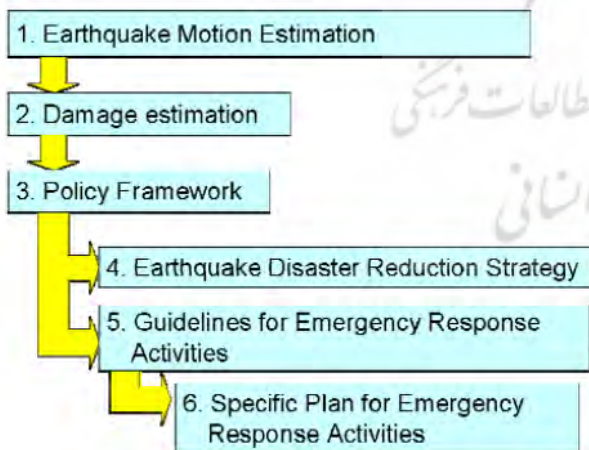 1. Earthquake Motion Estimation
2. Damage estimation
3. Policy Framework
4. Earthquake Disaster Reduction Strategy
5. Guidelines for Emergency Response
Activities
6. Specific Plan for Emergency
Response Activities